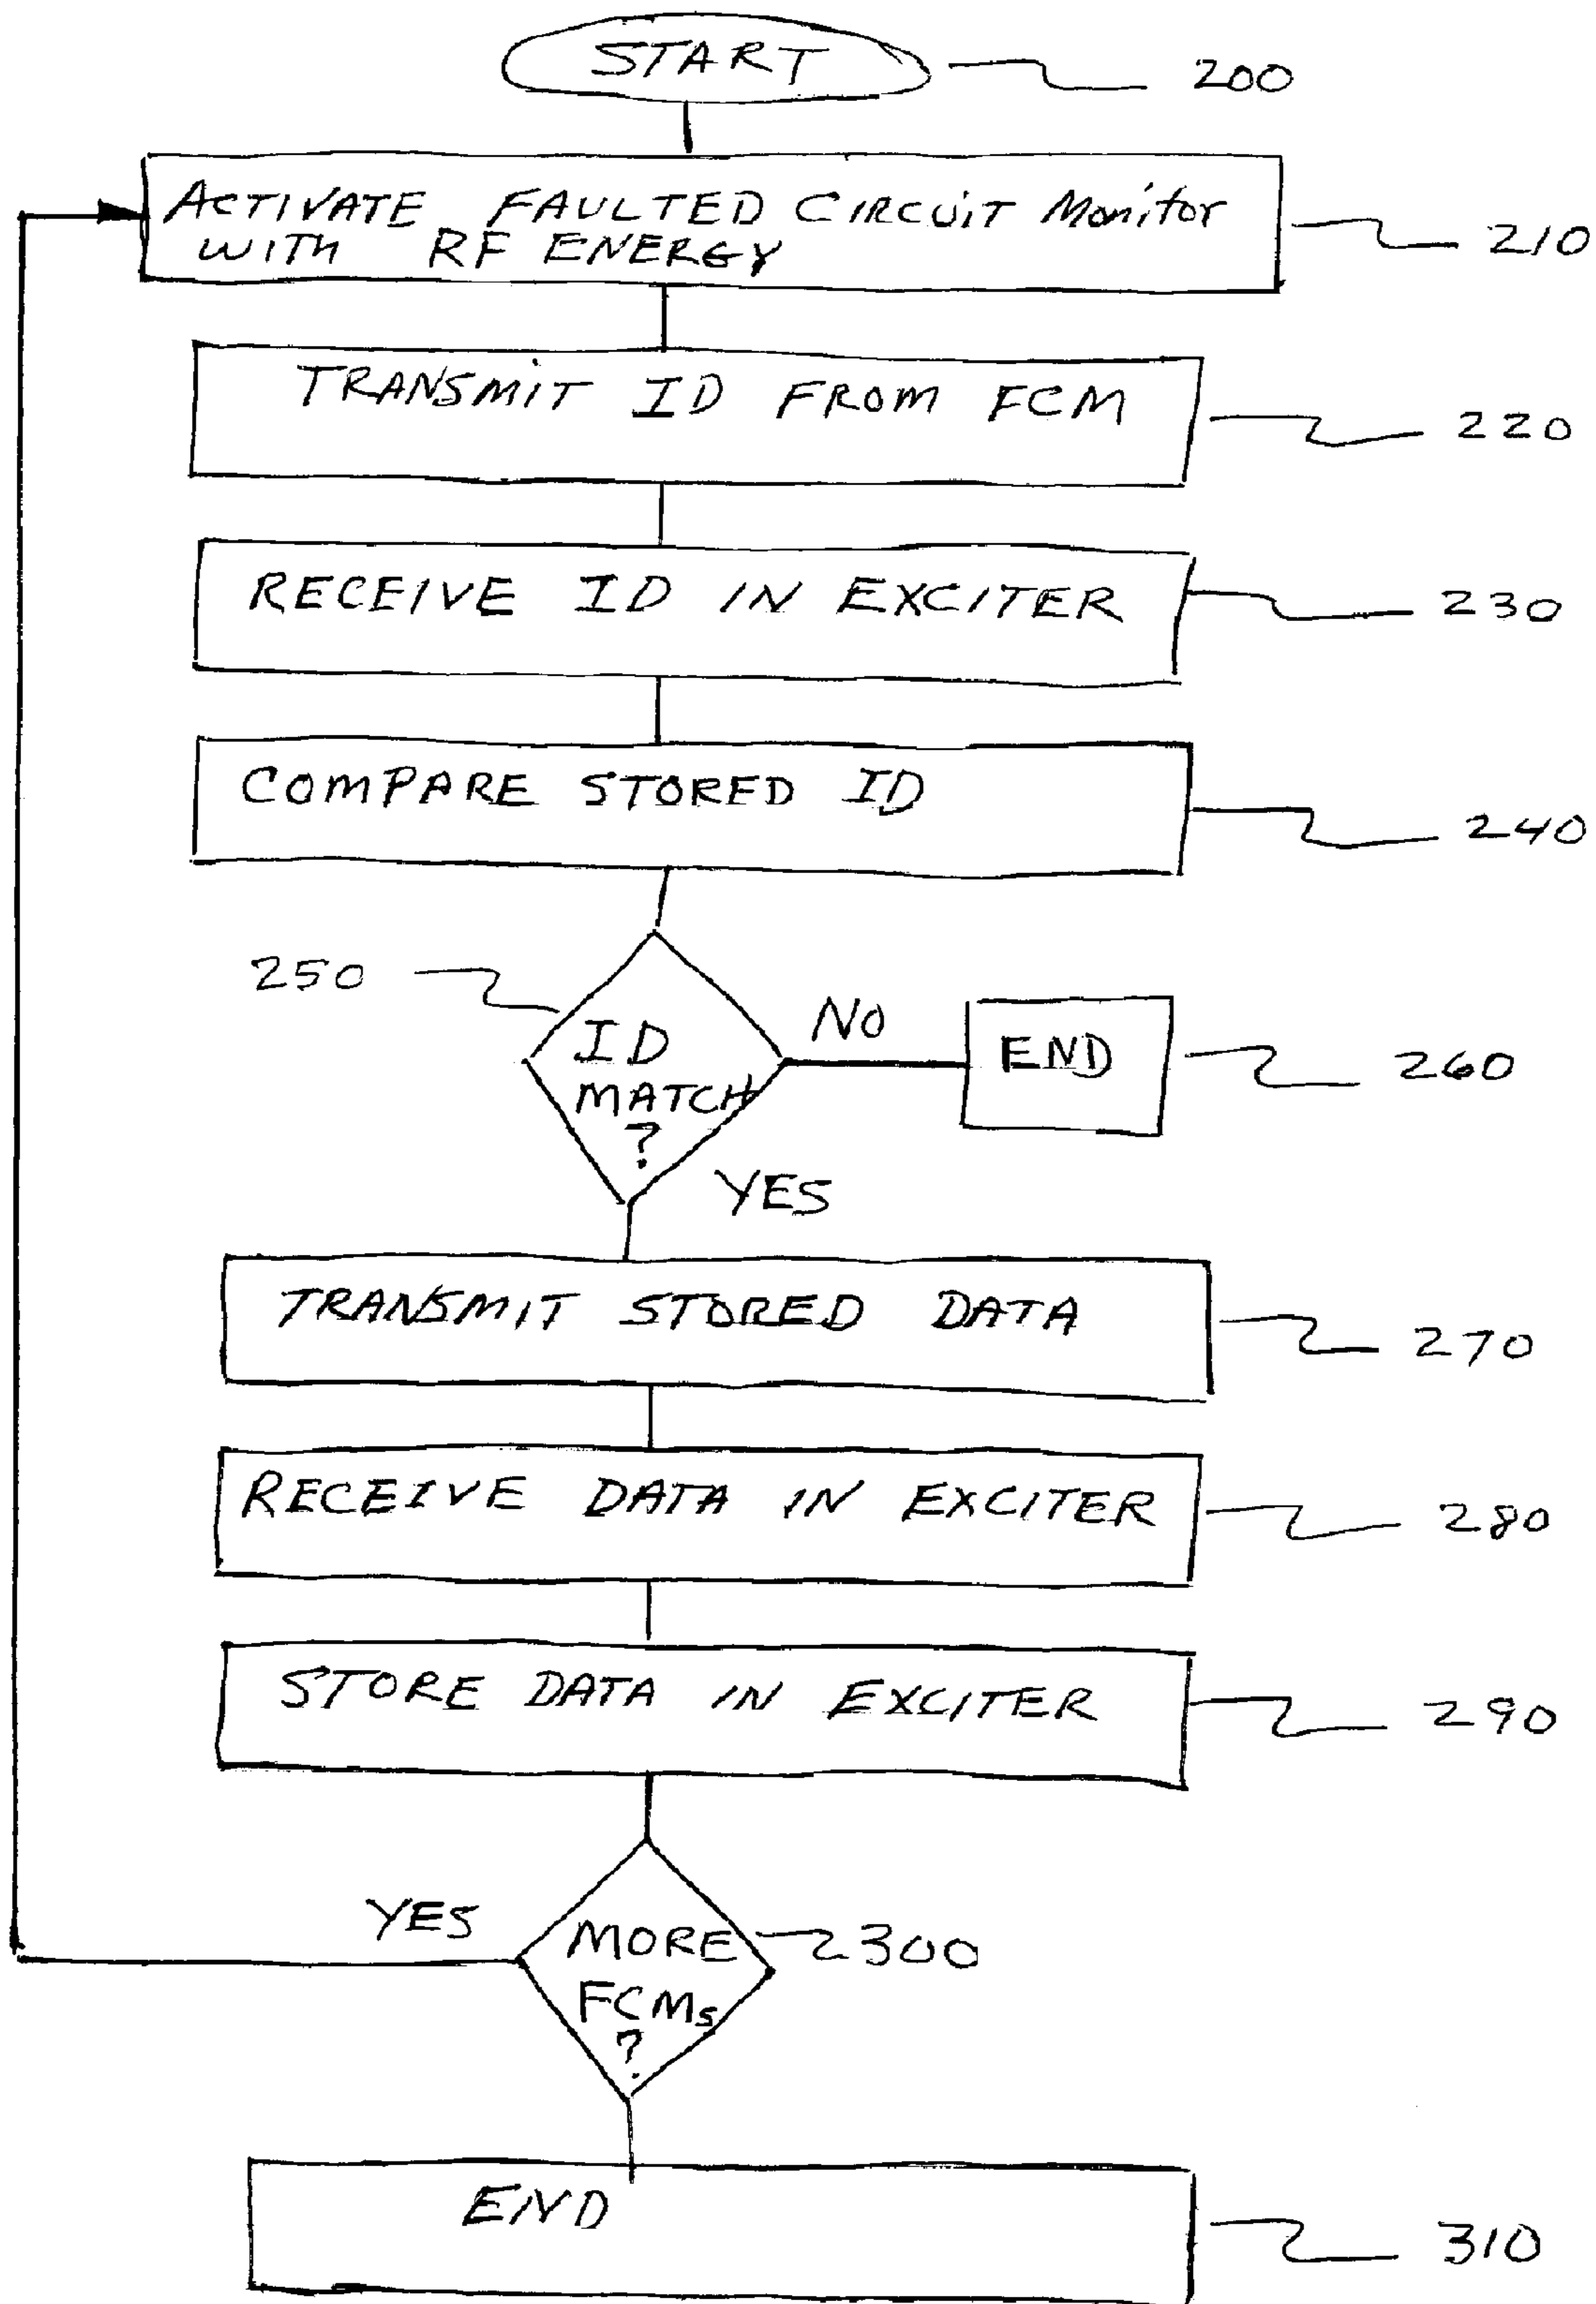 START
200
ACTIVATE FAULTED CIRCUIT Monitor
WITH RF ENERGY
210
TRANSMIT ID FROM FCM
220
RECEIVE ID IN EXCITER
230
COMPARE STORED ID
240
250
ID
MATCH
?
NO
END
260
YES
TRANSMIT STORED DATA
270
RECEIVE DATA IN EXCITER
280
STORE DATA IN EXCITER
290
YES
MORE
FCMs
?
300
END
310